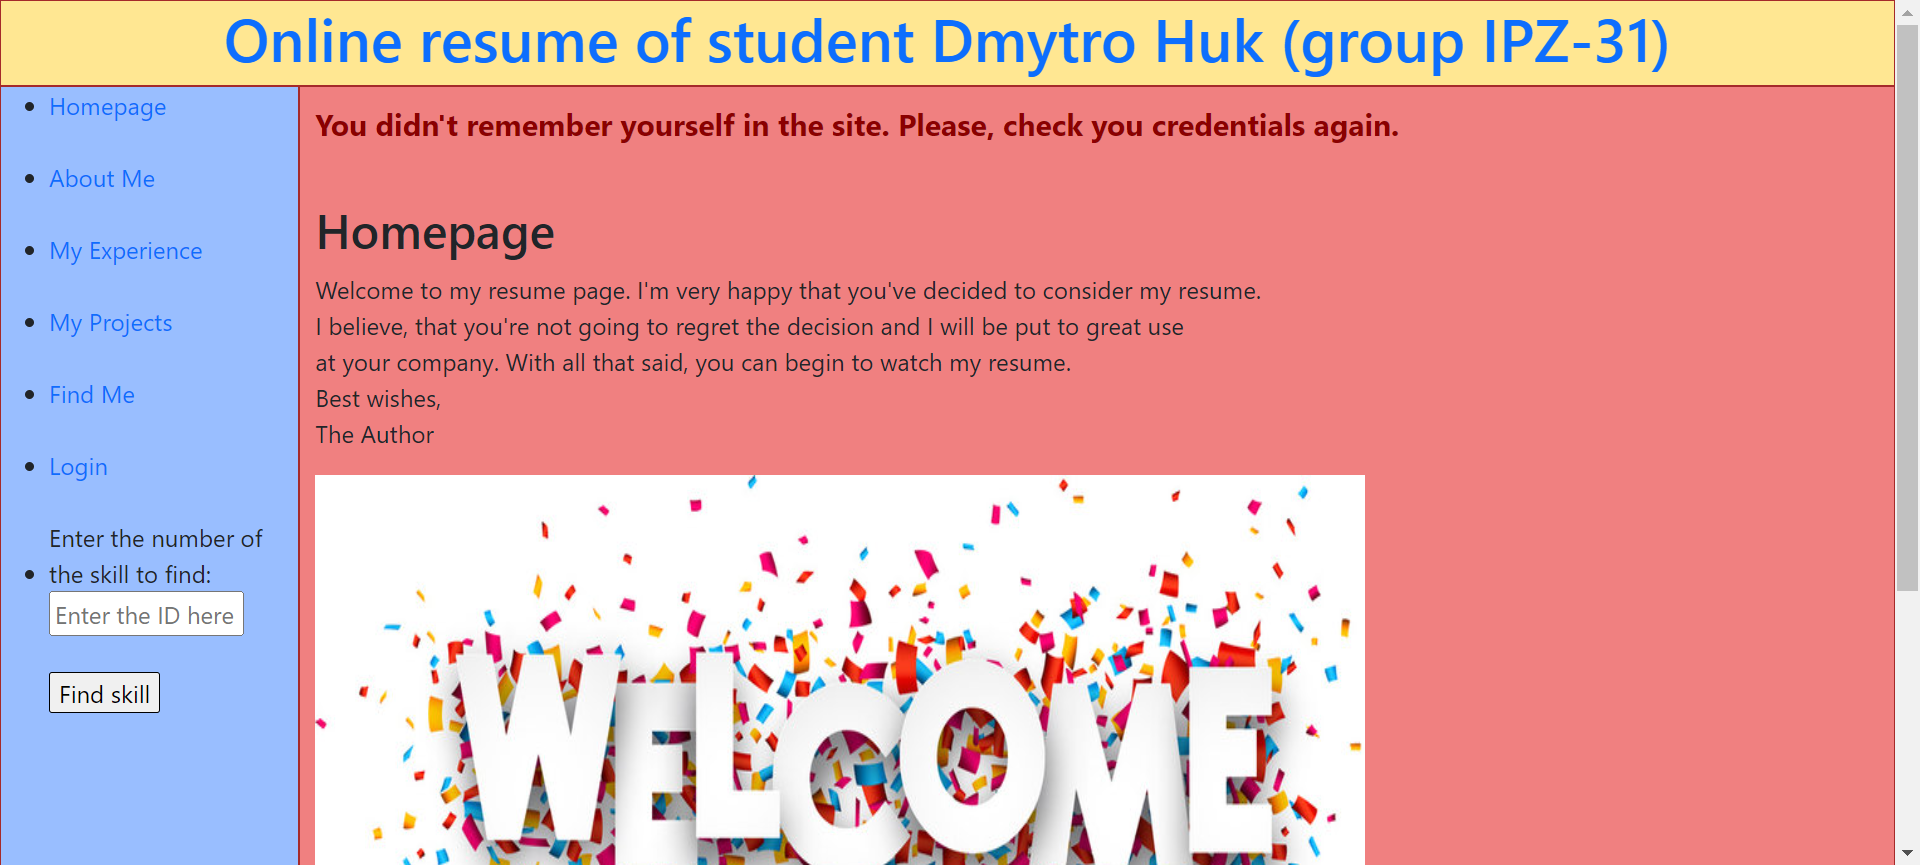 Online resume of student Dmytro Huk (group IPZ-31)
Homepage
About Me
My Experience
My Projects
Find Me
Login
Enter the number of
the skill to find:
Enter the ID here
Find skill
You didn't remember yourself in the site. Please, check you credentials again.
Homepage
Welcome to my resume page. I'm very happy that you've decided to consider my resume.
I believe, that you're not going to regret the decision and I will be put to great use
at your company. With all that said, you can begin to watch my resume.
Best wishes,
The Author
WELCOME